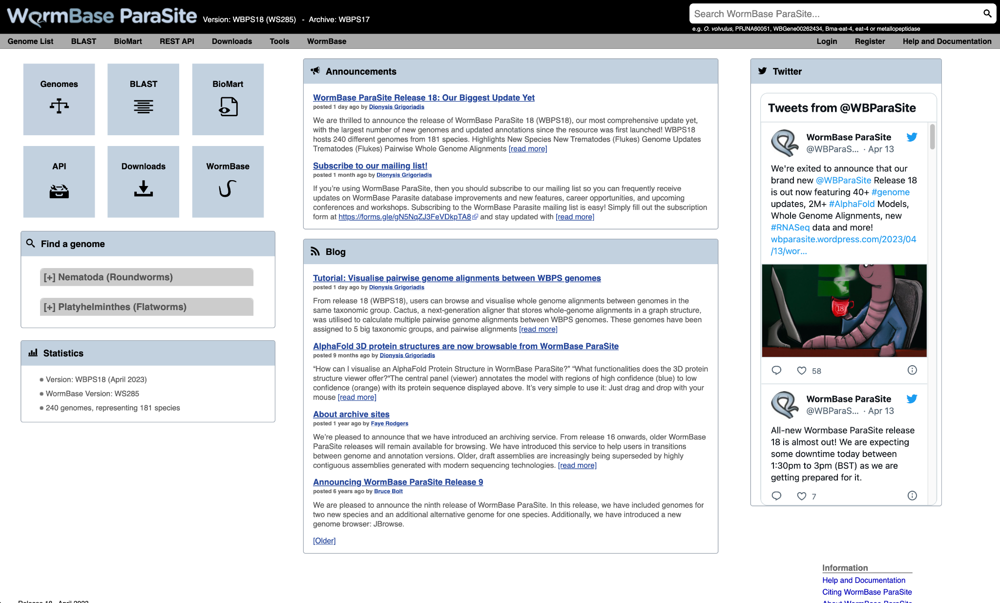 WormBase ParaSite Version: WBPS18 (WS285) - Archive: WBPS17
Search WormBase ParaSite...
e.g. O. volvulus, PRJNA60051, WBGene00262434, Bma-eat-4, eat-4 or metallopeptidase
Genome List BLAST BioMart REST API Downloads Tools WormBase Login Register Help and Documentation
Genomes BLAST BioMart
API Downloads WormBase
Find a genome
[+] Nematoda (Roundworms)
[+] Platyhelminthes (Flatworms)
Statistics
Version: WBPS18 (April 2023)
WormBase Version: WS285
240 genomes, representing 181 species
Announcements
WormBase ParaSite Release 18: Our Biggest Update Yet
posted 1 day ago by Dionysis Grigoriadis
We are thrilled to announce the release of WormBase ParaSite 18 (WBPS18), our most comprehensive update yet,
with the largest number of new genomes and updated annotations since the resource was first launched! WBPS18
hosts 240 different genomes from 181 species. Highlights New Species New Trematodes (Flukes) Genome Updates
Trematodes (Flukes) Pairwise Whole Genome Alignments [read more]
Subscribe to our mailing list!
posted 1 month ago by Dionysis Grigoriadis
If you’re using WormBase ParaSite, then you should subscribe to our mailing list so you can frequently receive
updates on WormBase Parasite database improvements and new features, career opportunities, and upcoming
conferences and workshops. Subscribing to the WormBase Parasite mailing list is easy! Simply fill out the subscription
form at https://forms.gle/gN5NqZJ3FeVDkpTA8 and stay updated with [read more]
Blog
Tutorial: Visualise pairwise genome alignments between WBPS genomes
posted 1 day ago by Dionysis Grigoriadis
From release 18 (WBPS18), users can browse and visualise whole genome alignments between genomes in the
same taxonomic group. Cactus, a next-generation aligner that stores whole-genome alignments in a graph structure,
was utilised to calculate multiple pairwise genome alignments between WBPS genomes. These genomes have been
assigned to 5 big taxonomic groups, and pairwise alignments [read more]
AlphaFold 3D protein structures are now browsable from WormBase ParaSite
posted 9 months ago by Dionysis Grigoriadis
“How can I visualise an AlphaFold Protein Structure in WormBase ParaSite?” “What functionalities does the 3D protein
structure viewer offer?“The central panel (viewer) annotates the model with regions of high confidence (blue) to low
confidence (orange) with its protein sequence displayed above. It’s very simple to use it: Just drag and drop with your
mouse [read more]
About archive sites
posted 1 year ago by Faye Rodgers
We’re pleased to announce that we have introduced an archiving service. From release 16 onwards, older WormBase
ParaSite releases will remain available for browsing. We have introduced this service to help users in transitions
between genome and annotation versions. Older, draft assemblies are increasingly being superseded by highly
contiguous assemblies generated with modern sequencing technologies. [read more]
Announcing WormBase ParaSite Release 9
posted 6 years ago by Bruce Bolt
We are pleased to announce the ninth release of WormBase ParaSite. In this release, we have included genomes for
two new species and an additional alternative genome for one species. Additionally, we have introduced a new
genome browser: JBrowse.
[Older]
Twitter
Tweets from @WBParaSite
WormBase ParaSite
@WBParaS... · Apr 13
We're exited to announce that our
brand new @WBParaSite Release 18
is out now featuring 40+ #genome
updates, 2M+ #AlphaFold Models,
Whole Genome Alignments, new
#RNASeq data and more!
wbparasite.wordpress.com/2023/04
/13/wor...
18
58
WormBase ParaSite
@WBParaS... · Apr 13
All-new Wormbase ParaSite release
18 is almost out! We are expecting
some downtime today between
1:30pm to 3pm (BST) as we are
getting prepared for it.
7
Information
Help and Documentation
Citing WormBase ParaSite
About WormBase ParaSite
Release 18 - April 2023